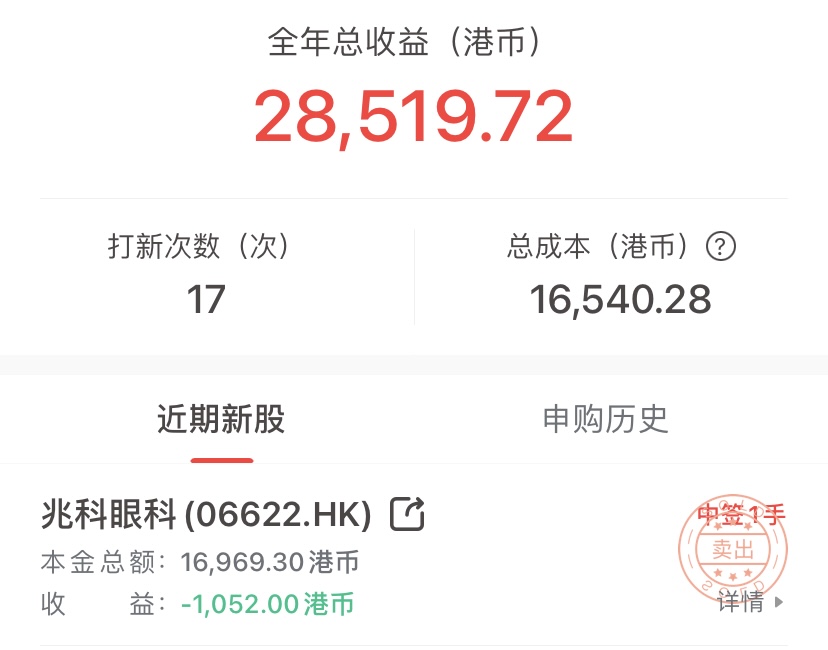 全年总收益（港币）
28,519.72
打新次数（次） 总成本（港币）?
17 16,540.28
近期新股 申购历史
兆科眼科(06622.HK) 中签1手
本金总额：16,969.30港币 卖出
收益：-1,052.00港币 详情